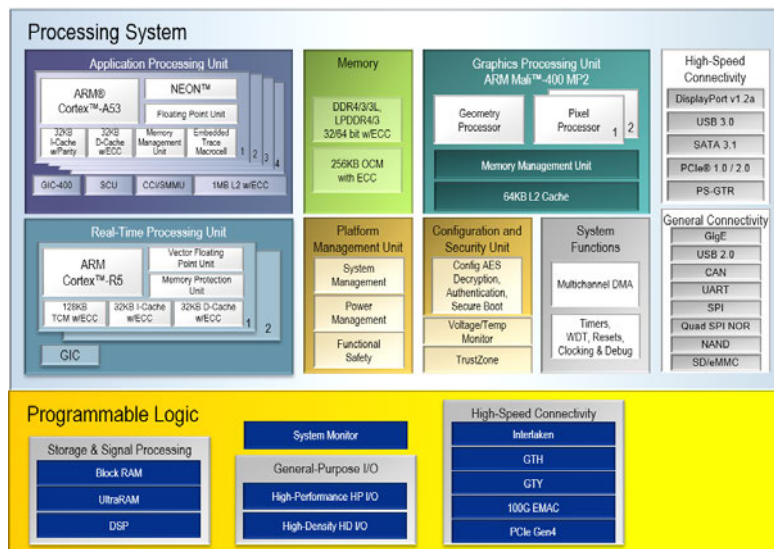 Processing System
Application Processing Unit
ARM®
Cortex™-A53
NEON™
Floating Point Unit
32KB
I-Cache
w/Parity
32KB
D-Cache
w/ECC
Memory
Management
Unit
Embedded
Trace
Macrocell
1
2
3
4
GIC-400
SCU
CCI/SMMU
1MB L2 w/ECC
Memory
DDR4/3/3L,
LPDDR4/3
32/64 bit w/ECC
256KB OCM
with ECC
Graphics Processing Unit
ARM Mali™-400 MP2
Geometry
Processor
Pixel
Processor
1
2
Memory Management Unit
64KB L2 Cache
High-Speed
Connectivity
DisplayPort v1.2a
USB 3.0
SATA 3.1
PCIe® 1.0 / 2.0
PS-GTR
Real-Time Processing Unit
ARM
Cortex™-R5
Vector Floating
Point Unit
Memory Protection
Unit
128KB
TCM w/ECC
32KB I-Cache
w/ECC
32KB D-Cache
w/ECC
1
2
GIC
Platform
Management Unit
System
Management
Power
Management
Functional
Safety
Configuration and
Security Unit
Config AES
Decryption,
Authentication,
Secure Boot
Voltage/Temp
Monitor
TrustZone
System
Functions
Multichannel DMA
Timers,
WDT, Resets,
Clocking & Debug
General Connectivity
GigE
USB 2.0
CAN
UART
SPI
Quad SPI NOR
NAND
SD/eMMC
Programmable Logic
Storage & Signal Processing
Block RAM
UltraRAM
DSP
System Monitor
General-Purpose I/O
High-Performance HP I/O
High-Density HD I/O
High-Speed Connectivity
Interlaken
GTH
GTY
100G EMAC
PCIe Gen4